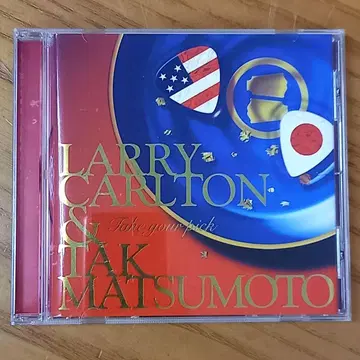 LARRY
CARLTON
& Take your pick
TAK
MATSUMOTO